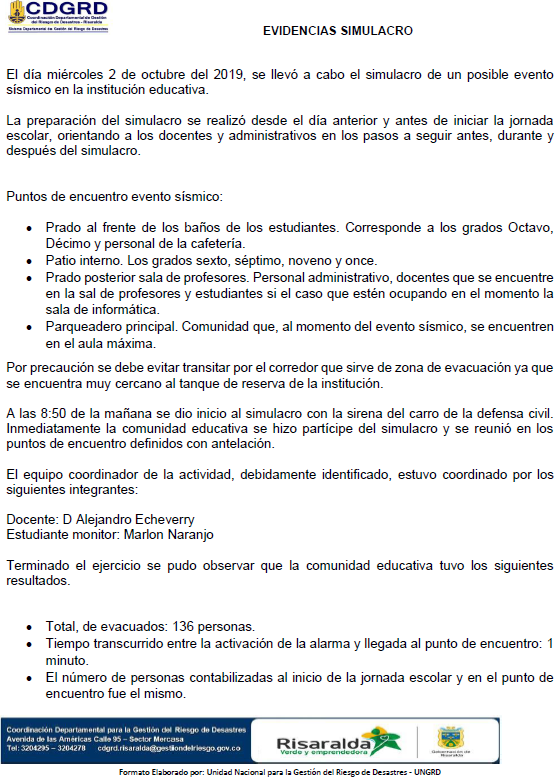 CDGRD
Coordinación Departamental de Gestión
del Riesgo de Desastres - Risaralda
Sistema Departamental de Gestión del Riesgo de Desastres
EVIDENCIAS SIMULACRO
El día miércoles 2 de octubre del 2019, se llevó a cabo el simulacro de un posible evento
sísmico en la institución educativa.
La preparación del simulacro se realizó desde el día anterior y antes de iniciar la jornada
escolar, orientando a los docentes y administrativos en los pasos a seguir antes, durante y
después del simulacro.
Puntos de encuentro evento sísmico:
• Prado al frente de los baños de los estudiantes. Corresponde a los grados Octavo,
Décimo y personal de la cafetería.
• Patio interno. Los grados sexto, séptimo, noveno y once.
• Prado posterior sala de profesores. Personal administrativo, docentes que se encuentre
en la sal de profesores y estudiantes si el caso que estén ocupando en el momento la
sala de informática.
• Parqueadero principal. Comunidad que, al momento del evento sísmico, se encuentren
en el aula máxima.
Por precaución se debe evitar transitar por el corredor que sirve de zona de evacuación ya que
se encuentra muy cercano al tanque de reserva de la institución.
A las 8:50 de la mañana se dio inicio al simulacro con la sirena del carro de la defensa civil.
Inmediatamente la comunidad educativa se hizo partícipe del simulacro y se reunió en los
puntos de encuentro definidos con antelación.
El equipo coordinador de la actividad, debidamente identificado, estuvo coordinado por los
siguientes integrantes:
Docente: D Alejandro Echeverry
Estudiante monitor: Marlon Naranjo
Terminado el ejercicio se pudo observar que la comunidad educativa tuvo los siguientes
resultados.
• Total, de evacuados: 136 personas.
• Tiempo transcurrido entre la activación de la alarma y llegada al punto de encuentro: 1
minuto.
• El número de personas contabilizadas al inicio de la jornada escolar y en el punto de
encuentro fue el mismo.
Coordinación Departamental para la Gestión del Riesgo de Desastres
Avenida de las Américas Calle 95 – Sector Mercasa
Tel: 3204295 – 3204278 cdgrd.risaralda@gestiondelriesgo.gov.co
Risaralda
Verde y emprendedora
Gobernación de
Risaralda
Formato Elaborado por: Unidad Nacional para la Gestión del Riesgo de Desastres - UNGRD